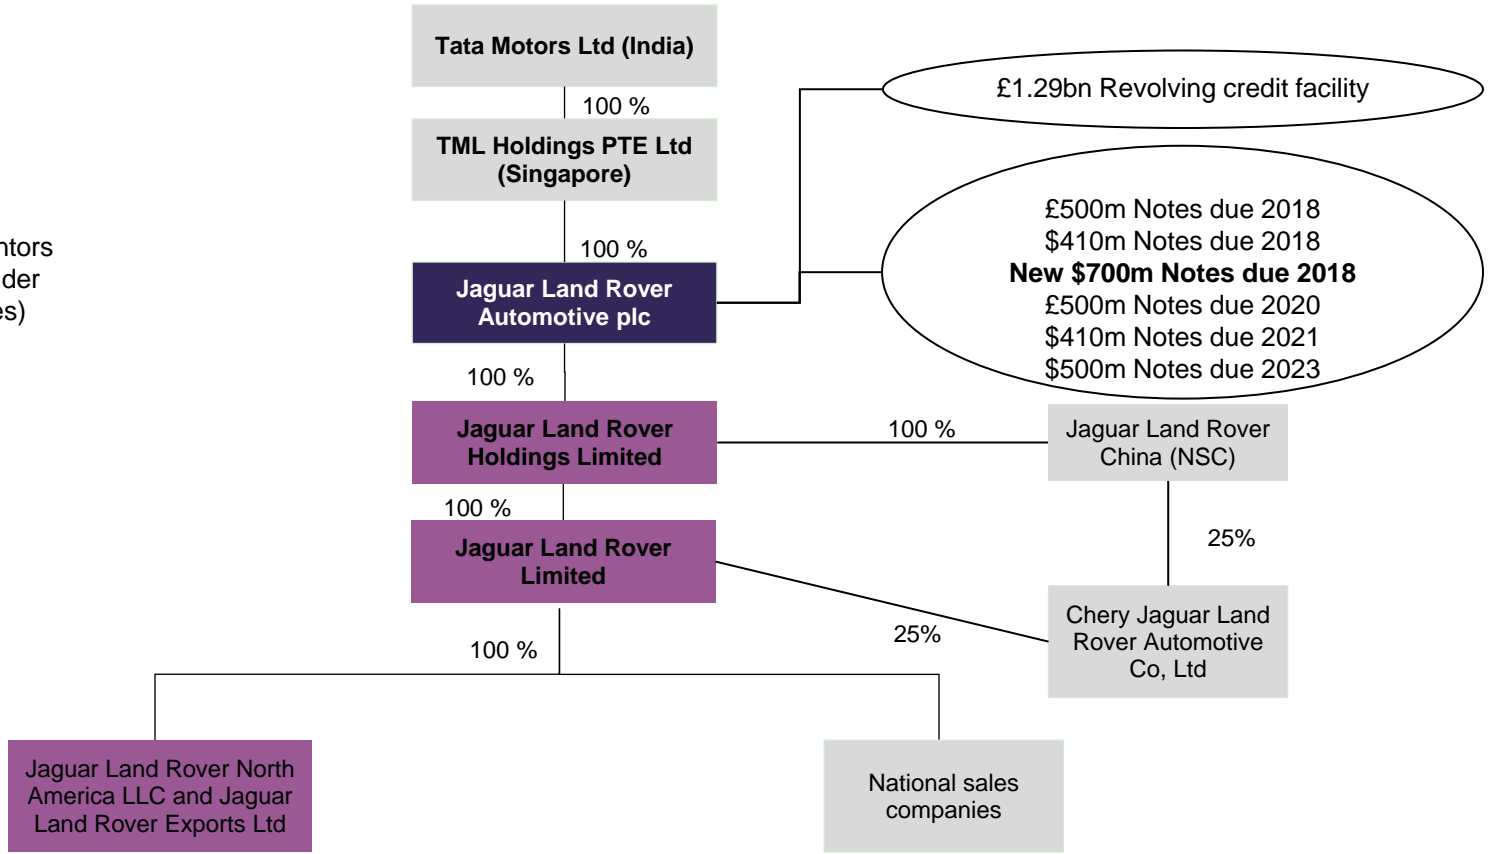 Tata Motors Ltd (India)
£1.29bn Revolving credit facility
100 %
TML Holdings PTE Ltd
(Singapore)
£500m Notes due 2018
$410m Notes due 2018
New $700m Notes due 2018
£500m Notes due 2020
$410m Notes due 2021
$500m Notes due 2023
100 %
Jaguar Land Rover
Automotive plc
100 %
Jaguar Land Rover
Holdings Limited
100 %
Jaguar Land Rover
China (NSC)
100 %
Jaguar Land Rover
Limited
25%
25%
Chery Jaguar Land
Rover Automotive
Co, Ltd
100 %
Jaguar Land Rover North
America LLC and Jaguar
Land Rover Exports Ltd
National sales
companies